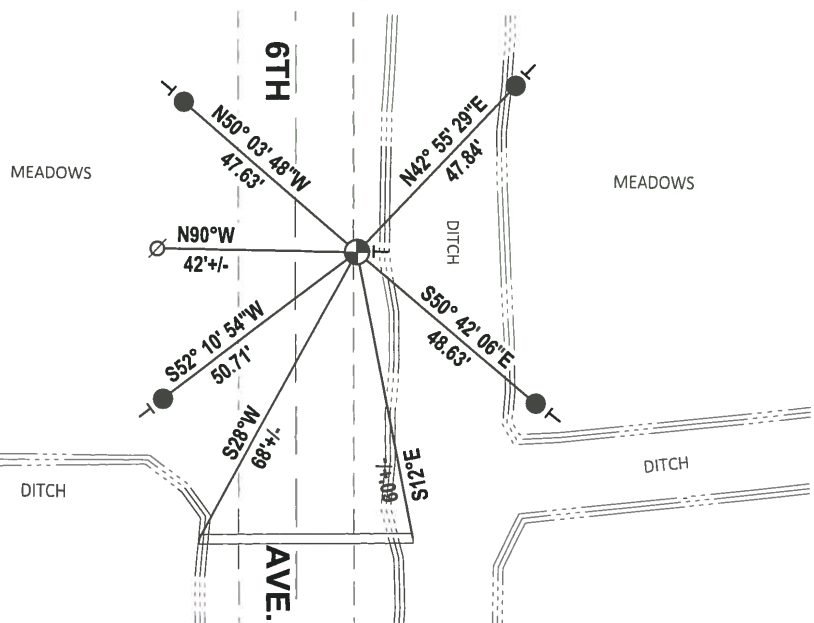 6TH
N50° 03' 48"W
47.63'
N42° 55' 29"E
47.84'
MEADOWS
MEADOWS
N90°W
42'+/-
DITCH
S52° 10' 54"W
50.71'
S50° 42' 06"E
48.63'
S28°W
68'+/-
S12°E
60'+/-
DITCH
DITCH
AVE.